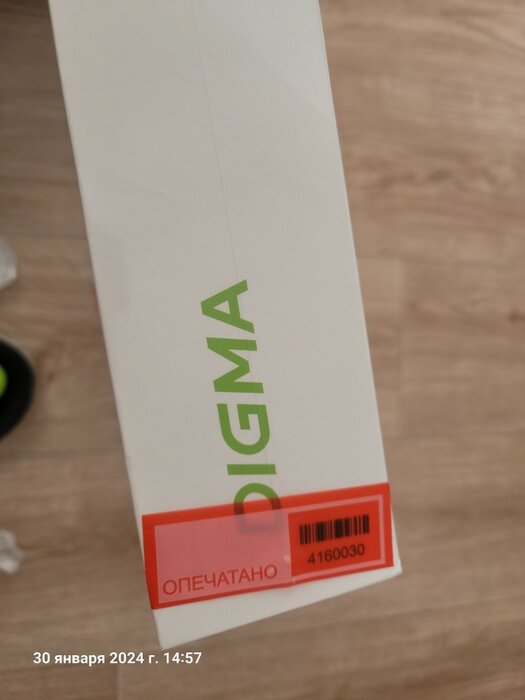 DIGMA
ОПЕЧАТАНО
4160030
30 января 2024 г. 14:57